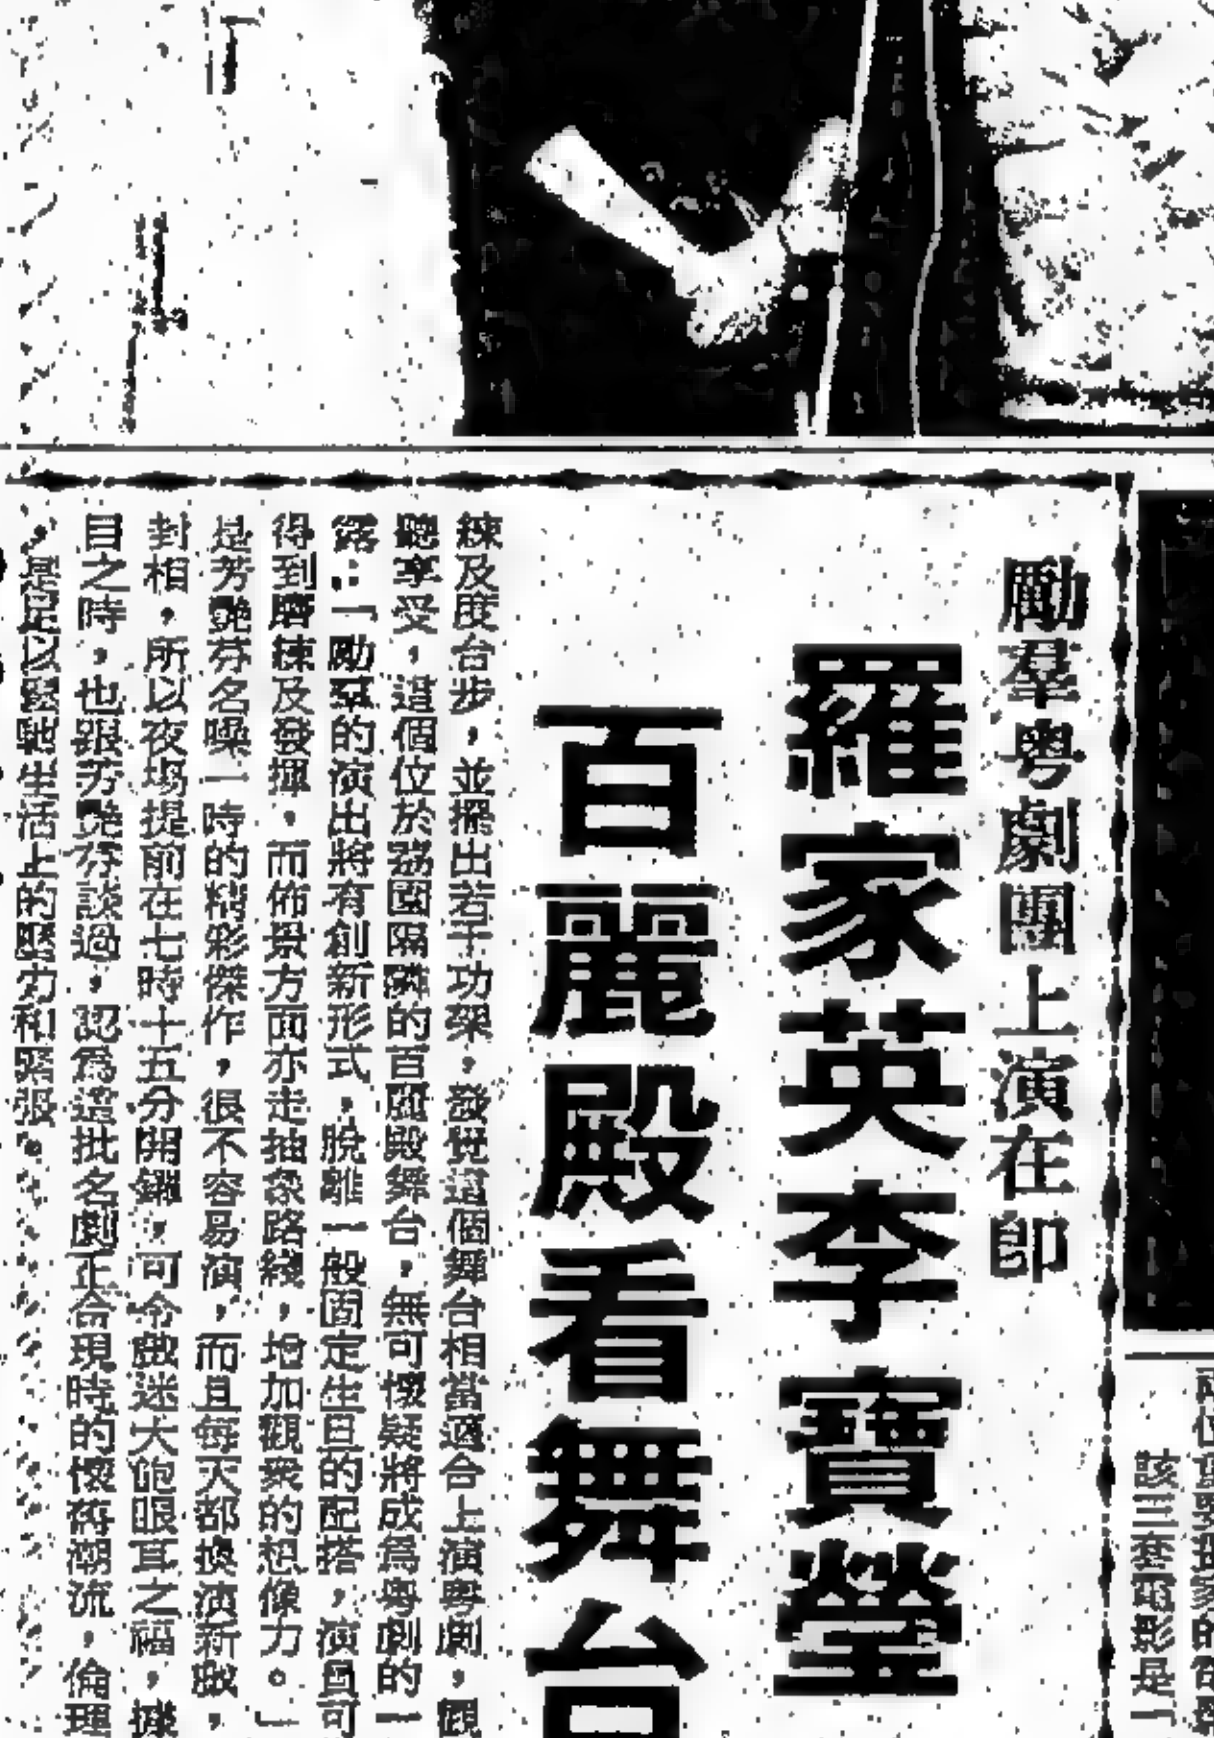 勵羣粤劇團上演在即
羅家英李寶瑩
百麗殿看舞台
練及度台步，並擺出若干功架，發覺這個舞台相當適合上演粤劇，觀
聽享受，這個位於荔園隔隣的百麗殿舞台，無可懷疑將成爲粤劇的一
露：「勵羣的演出將有創新形式，脫離一般固定生旦的配搭，演員可
得到磨練及發揮，而佈景方面亦走抽象路綫，增加觀衆的想像力。」
是芳艷芬名噪一時的精彩傑作，很不容易演，而且每天都換演新戲，
封相，所以夜場提前在七時十五分開鑼，可令戲迷大飽眼耳之福，據
目之時，也跟芳艷芬談過，認爲這批名劇正合現時的懷舊潮流，倫理
是足以鬆馳生活上的壓力和緊張。
該三套電影是